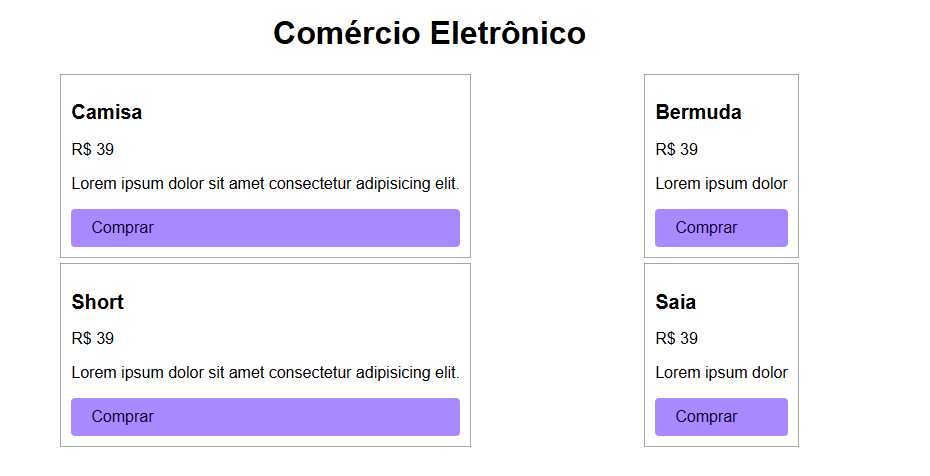 Comércio Eletrônico
Camisa
R$ 39
Lorem ipsum dolor sit amet consectetur adipisicing elit.
Comprar
Bermuda
R$ 39
Lorem ipsum dolor
Comprar
Short
R$ 39
Lorem ipsum dolor sit amet consectetur adipisicing elit.
Comprar
Saia
R$ 39
Lorem ipsum dolor
Comprar